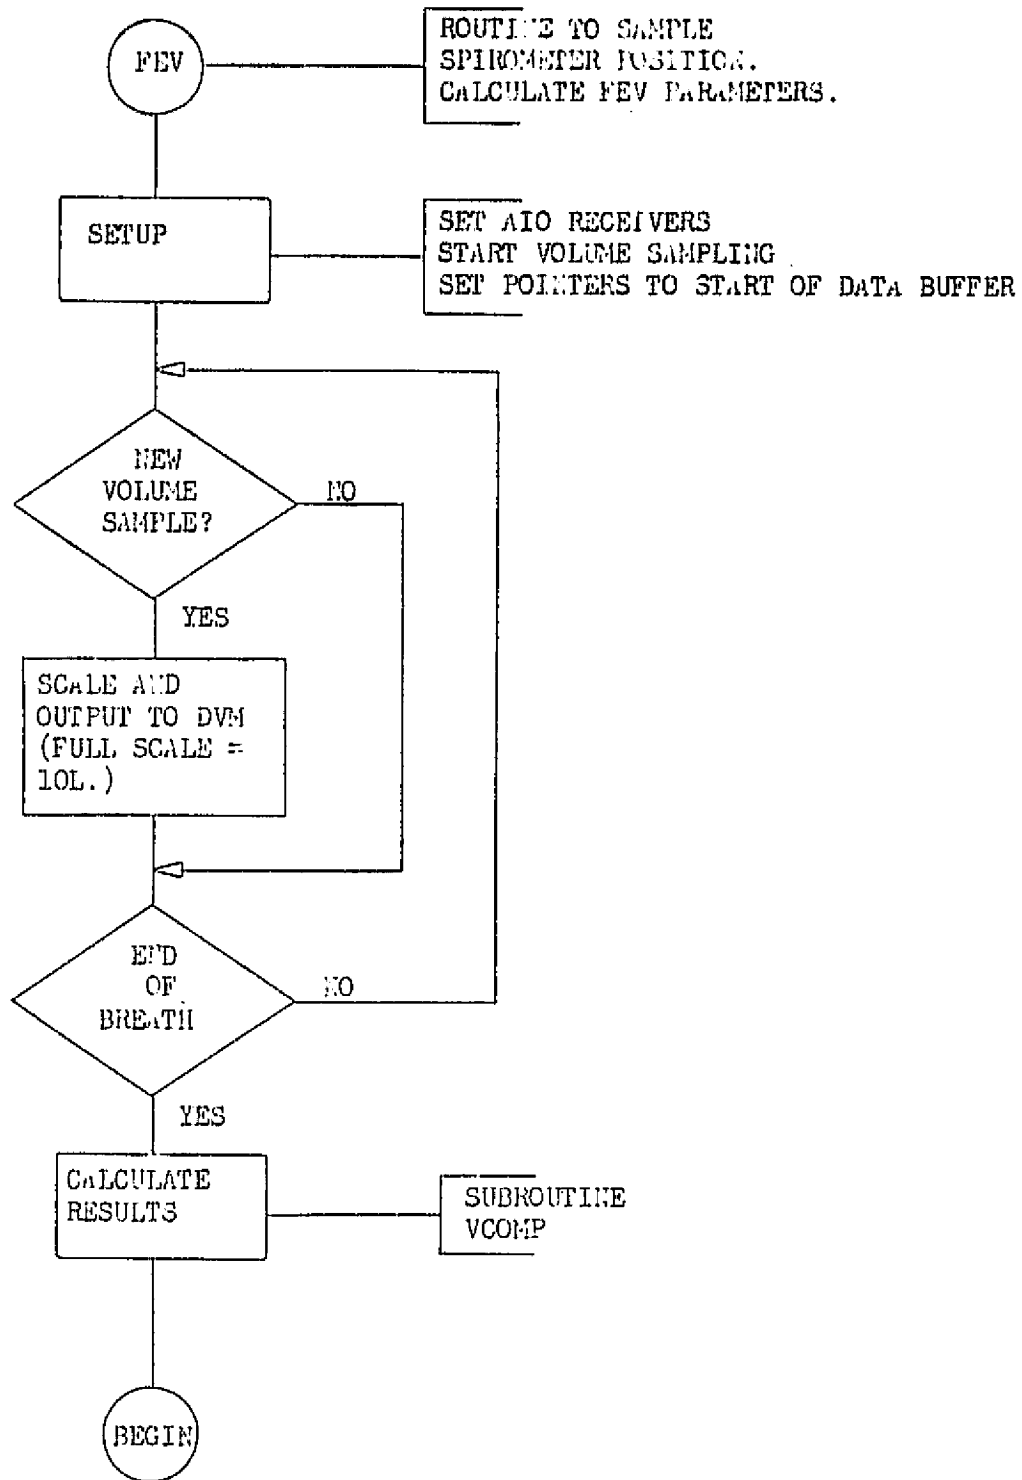 FEV
ROUTINE TO SAMPLE
SPIROMETER POSITION.
CALCULATE FEV PARAMETERS.
SETUP
SET AIO RECEIVERS
START VOLUME SAMPLING
SET POINTERS TO START OF DATA BUFFER
NEW
VOLUME
SAMPLE?
NO
YES
SCALE AND
OUTPUT TO DVM
(FULL SCALE =
10L.)
END
OF
BREATH
NO
YES
CALCULATE
RESULTS
SUBROUTINE
VCOMP
BEGIN